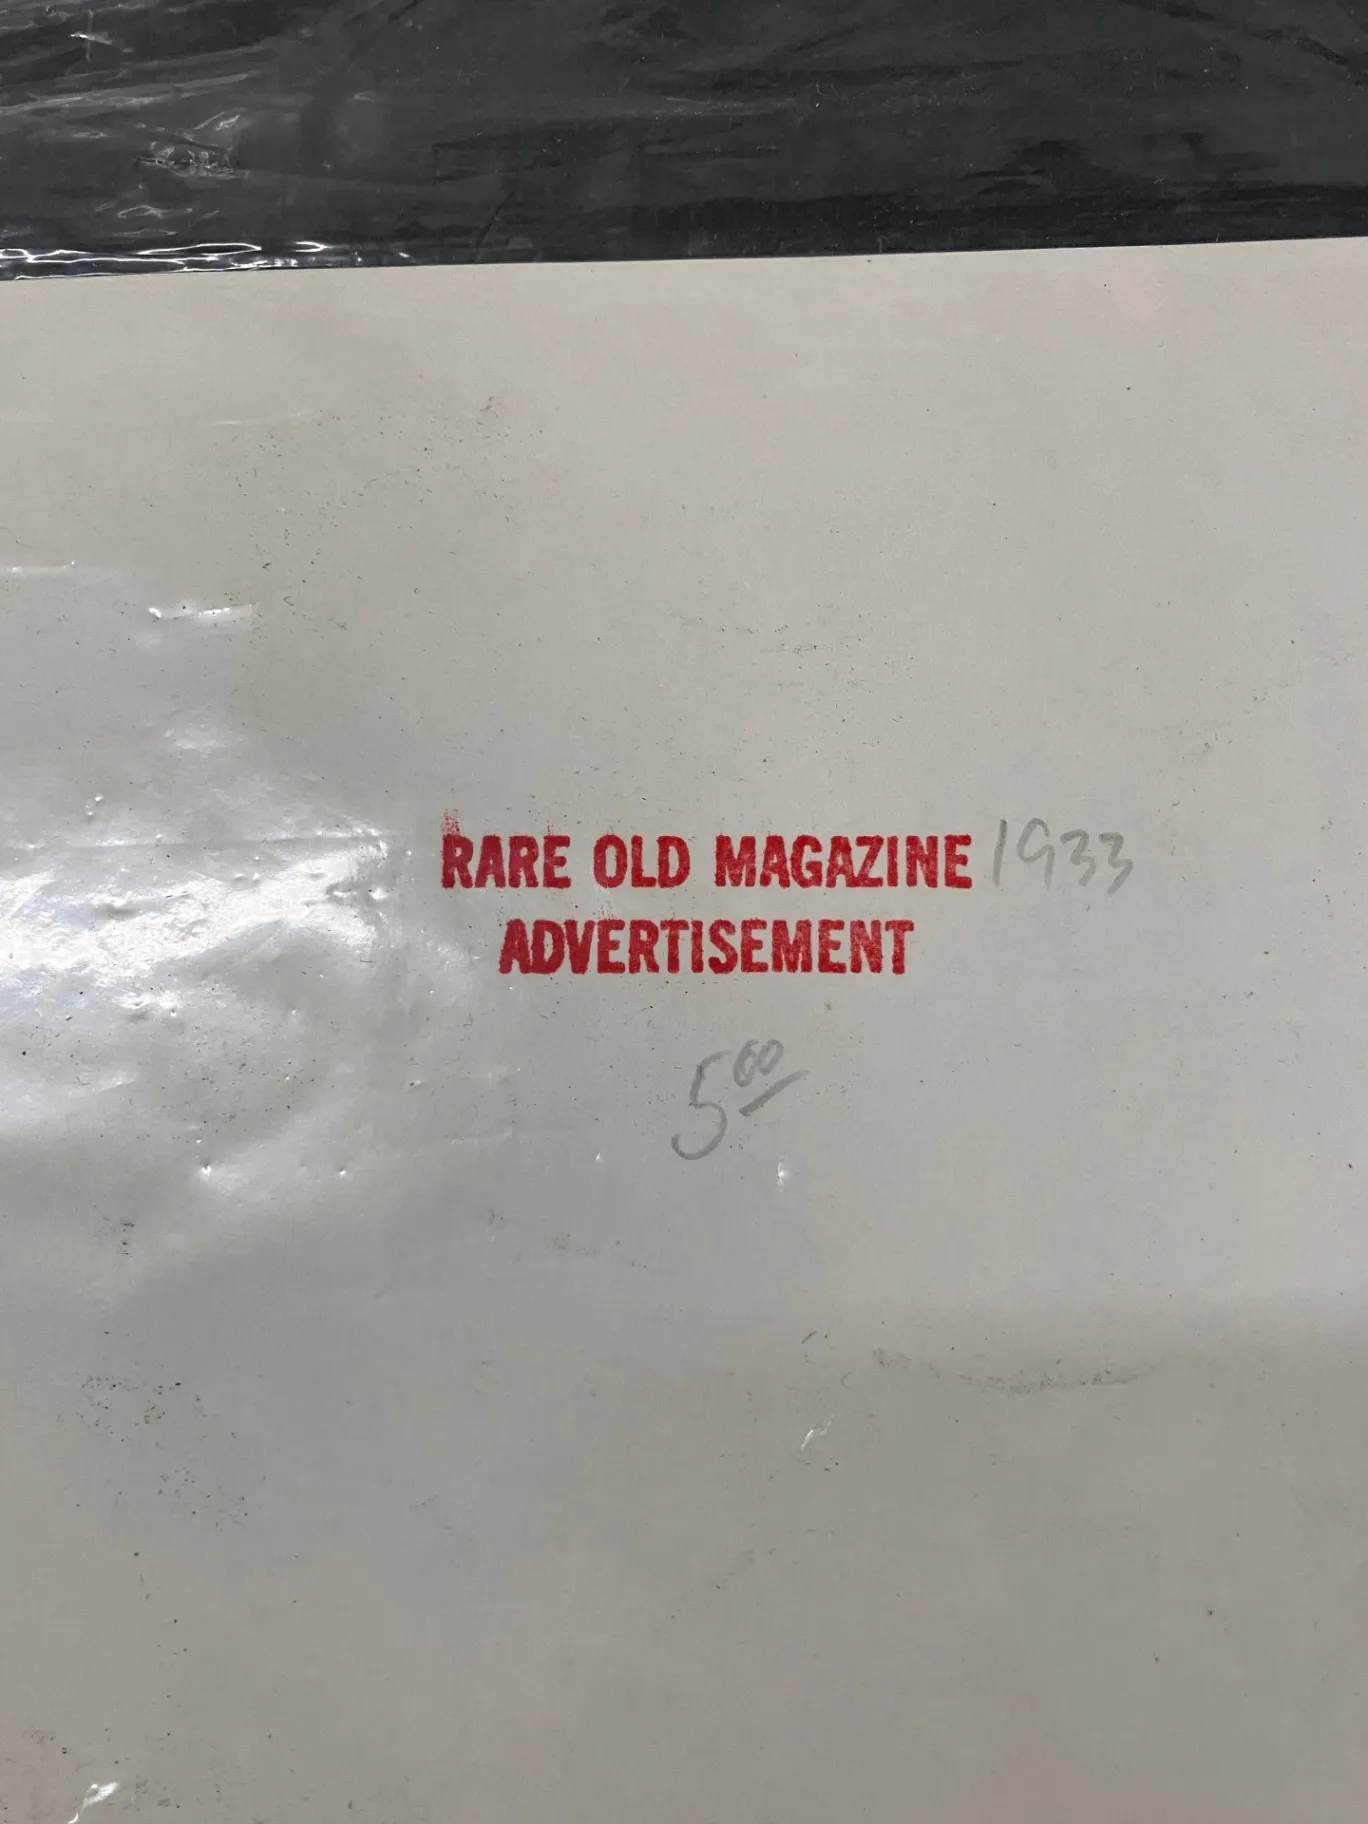 RARE OLD MAGAZINE 1933
ADVERTISEMENT
5.00